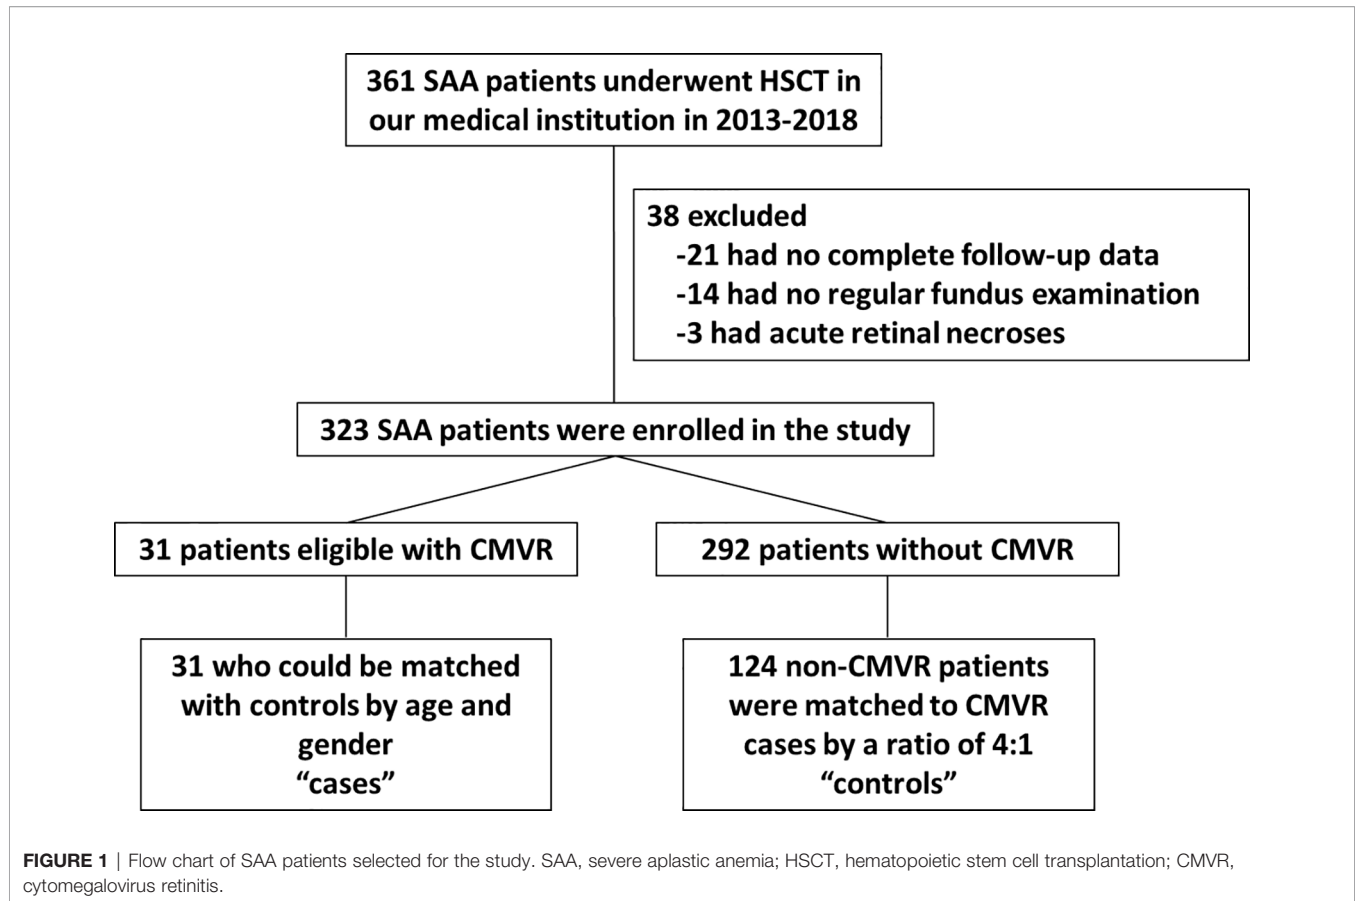 361 SAA patients underwent HSCT in
our medical institution in 2013-2018
38 excluded
-21 had no complete follow-up data
-14 had no regular fundus examination
-3 had acute retinal necroses
323 SAA patients were enrolled in the study
31 patients eligible with CMVR
292 patients without CMVR
31 who could be matched
with controls by age and
gender
“cases”
124 non-CMVR patients
were matched to CMVR
cases by a ratio of 4:1
“controls”
FIGURE 1 | Flow chart of SAA patients selected for the study. SAA, severe aplastic anemia; HSCT, hematopoietic stem cell transplantation; CMVR,
cytomegalovirus retinitis.